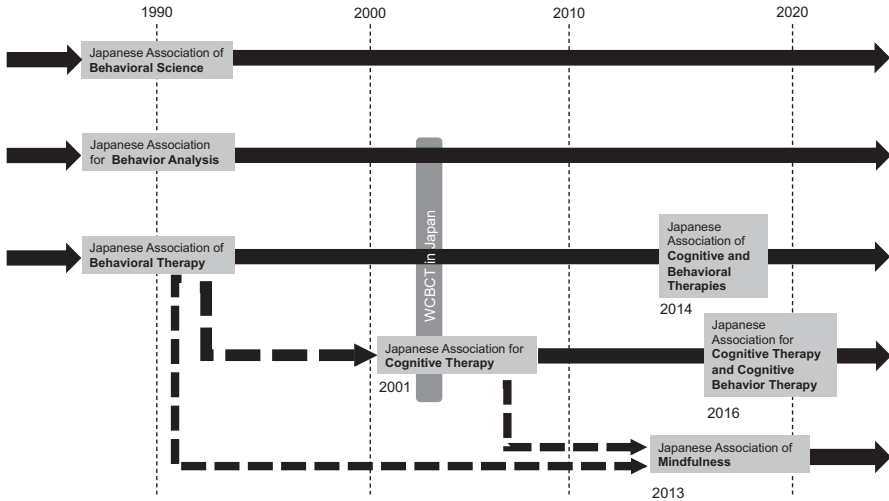 1990
2000
2010
2020
Japanese Association of
Behavioral Science
Japanese Association
for Behavior Analysis
WCBCT in Japan
Japanese Association of
Behavioral Therapy
Japanese
Association of
Cognitive and
Behavioral
Therapies
2014
Japanese Association for
Cognitive Therapy
2001
Japanese
Association for
Cognitive Therapy
and Cognitive
Behavior Therapy
2016
Japanese Association of
Mindfulness
2013